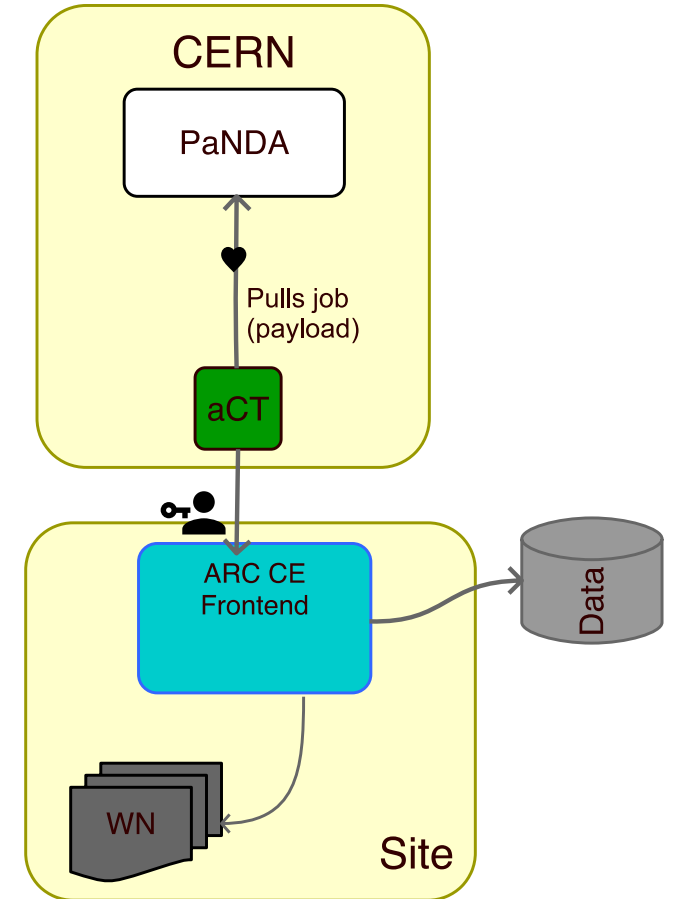 CERN
PaNDA
Pulls job
(payload)
aCT
ARC CE
Frontend
Data
WN
Site